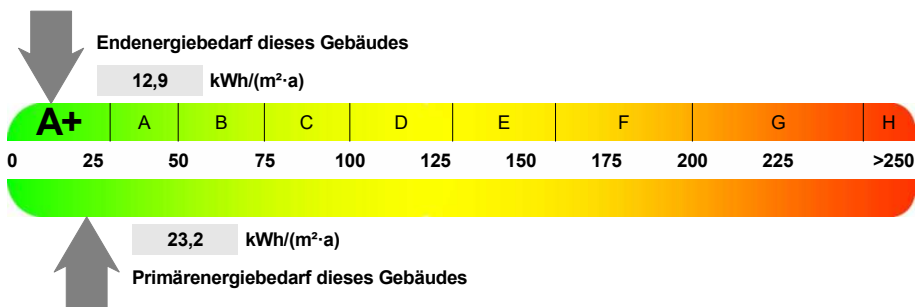 Endenergiebedarf dieses Gebäudes
12,9 kWh/(m²·a)
A+ A B C D E F G H
0 25 50 75 100 125 150 175 200 225 >250
23,2 kWh/(m²·a)
Primärenergiebedarf dieses Gebäudes